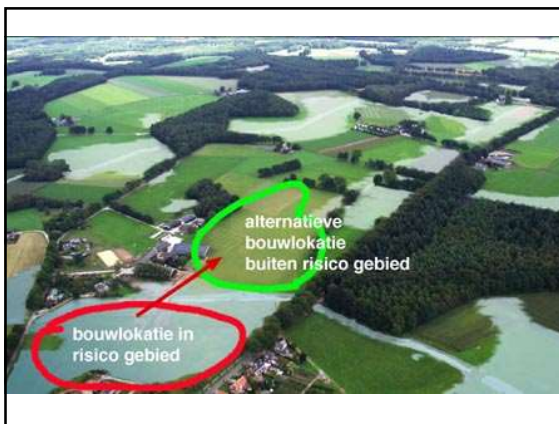 alternatieve
bouwlokatie
buiten risico gebied
bouwlokatie in
risico gebied